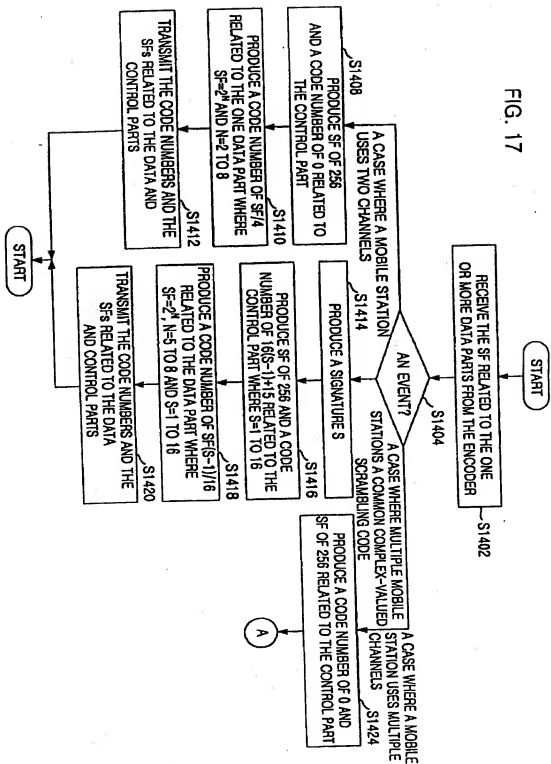 FIG. 17
START
RECEIVE THE SF RELATED TO THE ONE
OR MORE DATA PARTS FROM THE ENCODER
S1402
AN EVENT?
S1404
A CASE WHERE A MOBILE STATION
USES TWO CHANNELS
S1408
PRODUCE SF OF 256
AND A CODE NUMBER OF 0 RELATED TO
THE CONTROL PART
PRODUCE A CODE NUMBER OF SF/4
RELATED TO THE ONE DATA PART WHERE
SF=2ᴺ AND N=2 TO 8
S1410
TRANSMIT THE CODE NUMBERS AND THE
SFs RELATED TO THE DATA AND
CONTROL PARTS
S1412
A CASE WHERE MULTIPLE MOBILE
STATIONS A COMMON COMPLEX-VALUED
SCRAMBLING CODE
S1414
PRODUCE A SIGNATURE S
PRODUCE SF OF 256 AND A CODE
NUMBER OF 16(S-1)+15 RELATED TO THE
CONTROL PART WHERE S=1 TO 16
S1416
PRODUCE A CODE NUMBER OF SF(S-1)/16
RELATED TO THE DATA PART WHERE
SF=2ᴺ, N=5 TO 8 AND S=1 TO 16
S1418
TRANSMIT THE CODE NUMBERS AND THE
SFs RELATED TO THE DATA
AND CONTROL PARTS
S1420
A CASE WHERE A MOBILE
STATION USES MULTIPLE
CHANNELS
S1424
PRODUCE A CODE NUMBER OF 0 AND
SF OF 256 RELATED TO THE CONTROL PART
A
START